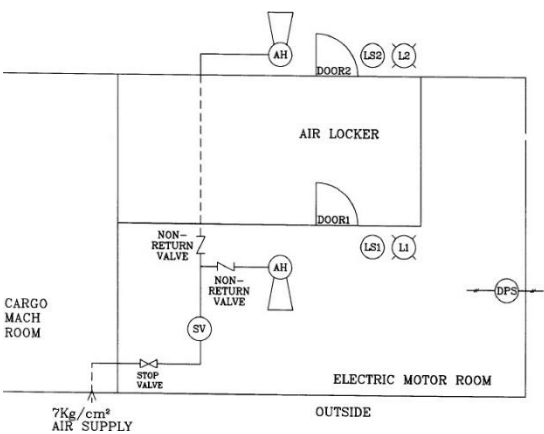 AH
LS2
L2
DOOR2
AIR LOCKER
DOOR1
NON-
RETURN
VALVE
LS1
L1
AH
NON-
RETURN
VALVE
DPS
CARGO
MACH
ROOM
SV
STOP
VALVE
ELECTRIC MOTOR ROOM
7Kg/cm²
AIR SUPPLY
OUTSIDE